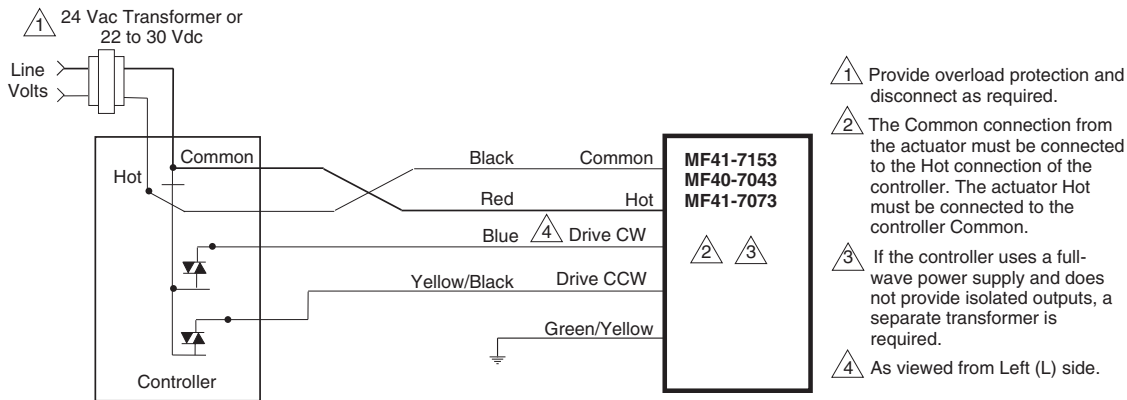 1
24 Vac Transformer or
22 to 30 Vdc
Line
Volts
Common
Hot
Controller
Black
Common
Red
Hot
Blue
4
Drive CW
Yellow/Black
Drive CCW
Green/Yellow
MF41-7153
MF40-7043
MF41-7073
2 3
1 Provide overload protection and
disconnect as required.
2 The Common connection from
the actuator must be connected
to the Hot connection of the
controller. The actuator Hot
must be connected to the
controller Common.
3 If the controller uses a full-
wave power supply and does
not provide isolated outputs, a
separate transformer is
required.
4 As viewed from Left (L) side.